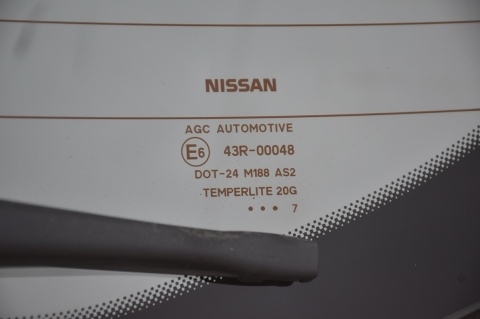 NISSAN
AGC AUTOMOTIVE
E6 43R-00048
DOT-24 M188 AS2
TEMPERLITE 20G
• • • 7